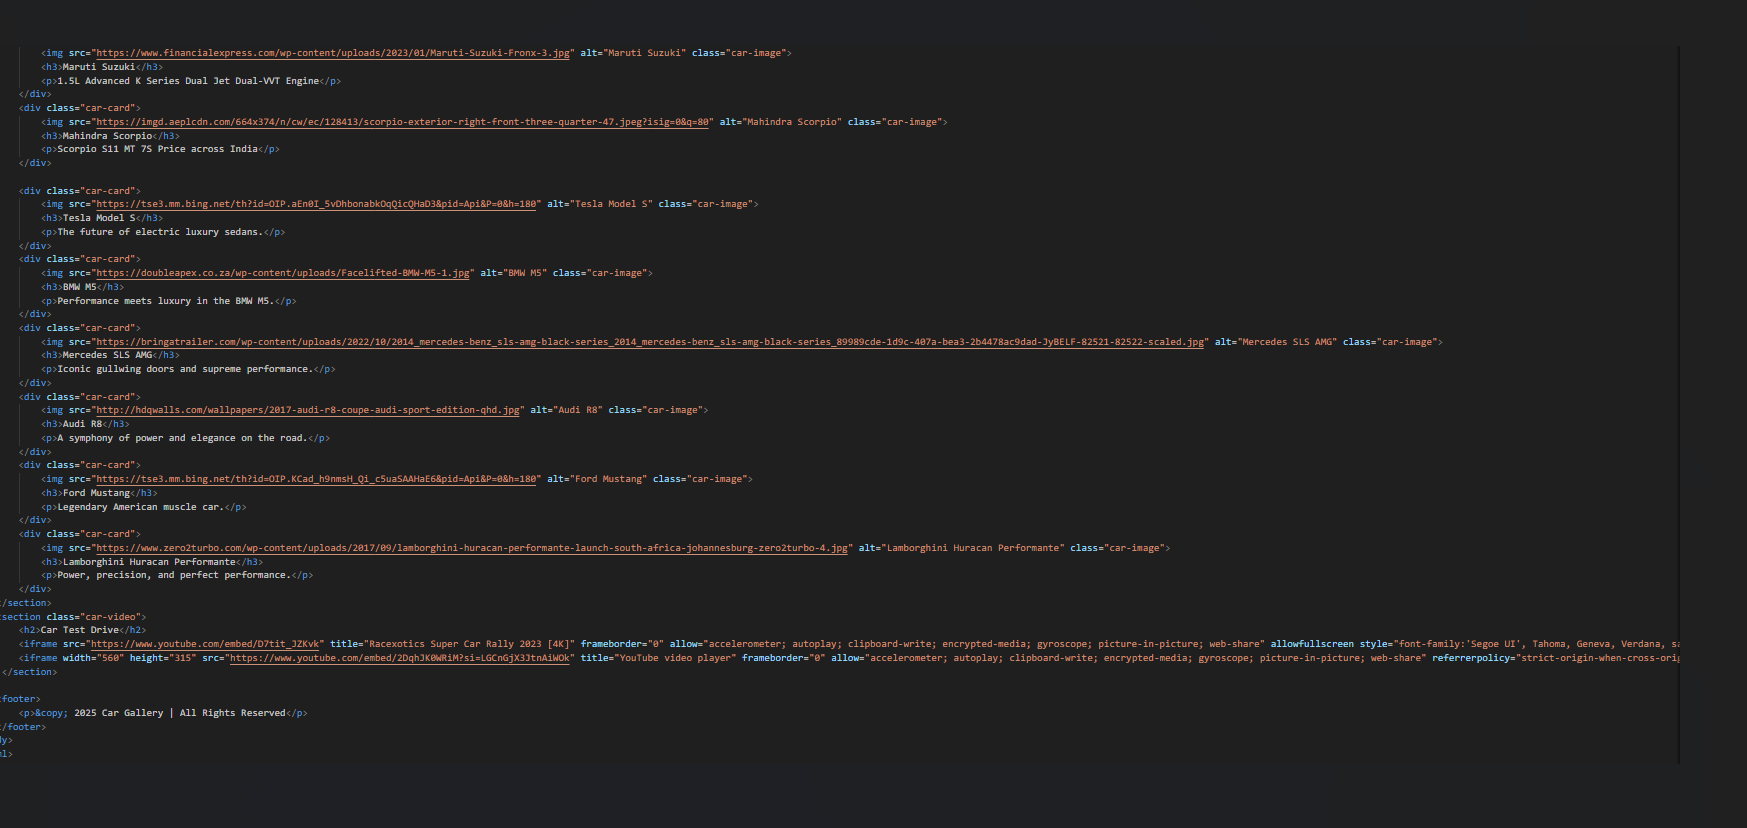 <img src="https://www.financialexpress.com/wp-content/uploads/2023/01/Maruti-Suzuki-Fronx-3.jpg" alt="Maruti Suzuki" class="car-image">
<h3>Maruti Suzuki</h3>
<p>1.5L Advanced K Series Dual Jet Dual-VVT Engine</p>
</div>
<div class="car-card">
<img src="https://imgd.aeplcdn.com/664x374/n/cw/ec/128413/scorpio-exterior-right-front-three-quarter-47.jpeg?isig=0&q=80" alt="Mahindra Scorpio" class="car-image">
<h3>Mahindra Scorpio</h3>
<p>Scorpio S11 MT 7S Price across India</p>
</div>
<div class="car-card">
<img src="https://tse3.mm.bing.net/th?id=OIP.aEn0I_5vDhbonabkOqQicQHaD3&pid=Api&P=0&h=180" alt="Tesla Model S" class="car-image">
<h3>Tesla Model S</h3>
<p>The future of electric luxury sedans.</p>
</div>
<div class="car-card">
<img src="https://doubleapex.co.za/wp-content/uploads/Facelifted-BMW-M5-1.jpg" alt="BMW M5" class="car-image">
<h3>BMW M5</h3>
<p>Performance meets luxury in the BMW M5.</p>
</div>
<div class="car-card">
<img src="https://bringatrailer.com/wp-content/uploads/2022/10/2014_mercedes-benz_sls-amg-black-series_2014_mercedes-benz_sls-amg-black-series_89989cde-1d9c-407a-bea3-2b4478ac9dad-JyBELF-82521-82522-scaled.jpg" alt="Mercedes SLS AMG" class="car-image">
<h3>Mercedes SLS AMG</h3>
<p>Iconic gullwing doors and supreme performance.</p>
</div>
<div class="car-card">
<img src="http://hdqwalls.com/wallpapers/2017-audi-r8-coupe-audi-sport-edition-qhd.jpg" alt="Audi R8" class="car-image">
<h3>Audi R8</h3>
<p>A symphony of power and elegance on the road.</p>
</div>
<div class="car-card">
<img src="https://tse3.mm.bing.net/th?id=OIP.KCad_h9nmsH_Qi_c5uaSAAHaE6&pid=Api&P=0&h=180" alt="Ford Mustang" class="car-image">
<h3>Ford Mustang</h3>
<p>Legendary American muscle car.</p>
</div>
<div class="car-card">
<img src="https://www.zero2turbo.com/wp-content/uploads/2017/09/lamborghini-huracan-performante-launch-south-africa-johannesburg-zero2turbo-4.jpg" alt="Lamborghini Huracan Performante" class="car-image">
<h3>Lamborghini Huracan Performante</h3>
<p>Power, precision, and perfect performance.</p>
</div>
/section>
section class="car-video">
<h2>Car Test Drive</h2>
<iframe src="https://www.youtube.com/embed/D7tit_JZKvk" title="Racexotics Super Car Rally 2023 [4K]" frameborder="0" allow="accelerometer; autoplay; clipboard-write; encrypted-media; gyroscope; picture-in-picture; web-share" allowfullscreen style="font-family:'Segoe UI', Tahoma, Geneva, Verdana, sa
<iframe width="560" height="315" src="https://www.youtube.com/embed/2DqhJK0WRiM?si=LGCnGjX3JtnAiWOk" title="YouTube video player" frameborder="0" allow="accelerometer; autoplay; clipboard-write; encrypted-media; gyroscope; picture-in-picture; web-share" referrerpolicy="strict-origin-when-cross-orig
</section>
footer>
<p>&copy; 2025 Car Gallery | All Rights Reserved</p>
/footer>
dy>
ml>